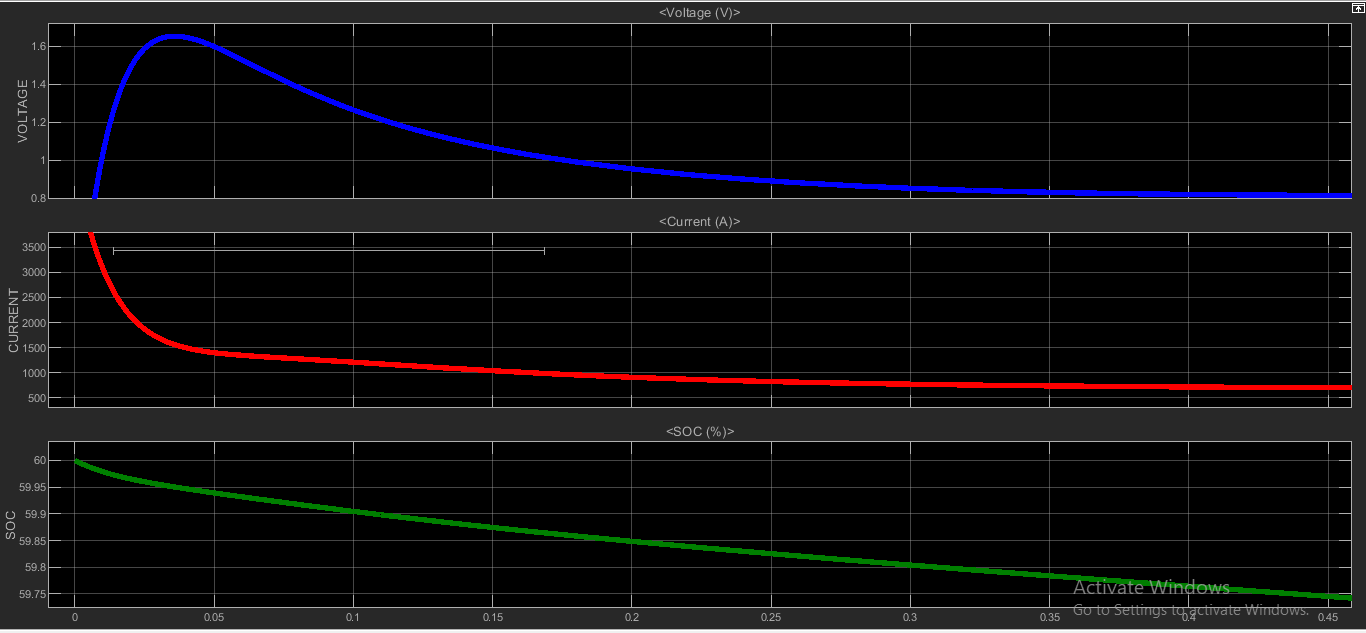 <Voltage (V)>
VOLTAGE
1.6
1.4
1.2
1
0.8
<Current (A)>
CURRENT
3500
3000
2500
2000
1500
1000
500
<SOC (%)>
SOC
60
59.95
59.9
59.85
59.8
59.75
0 0.05 0.1 0.15 0.2 0.25 0.3 0.35 0.4 0.45
Activate Windows
Go to Settings to activate Windows.